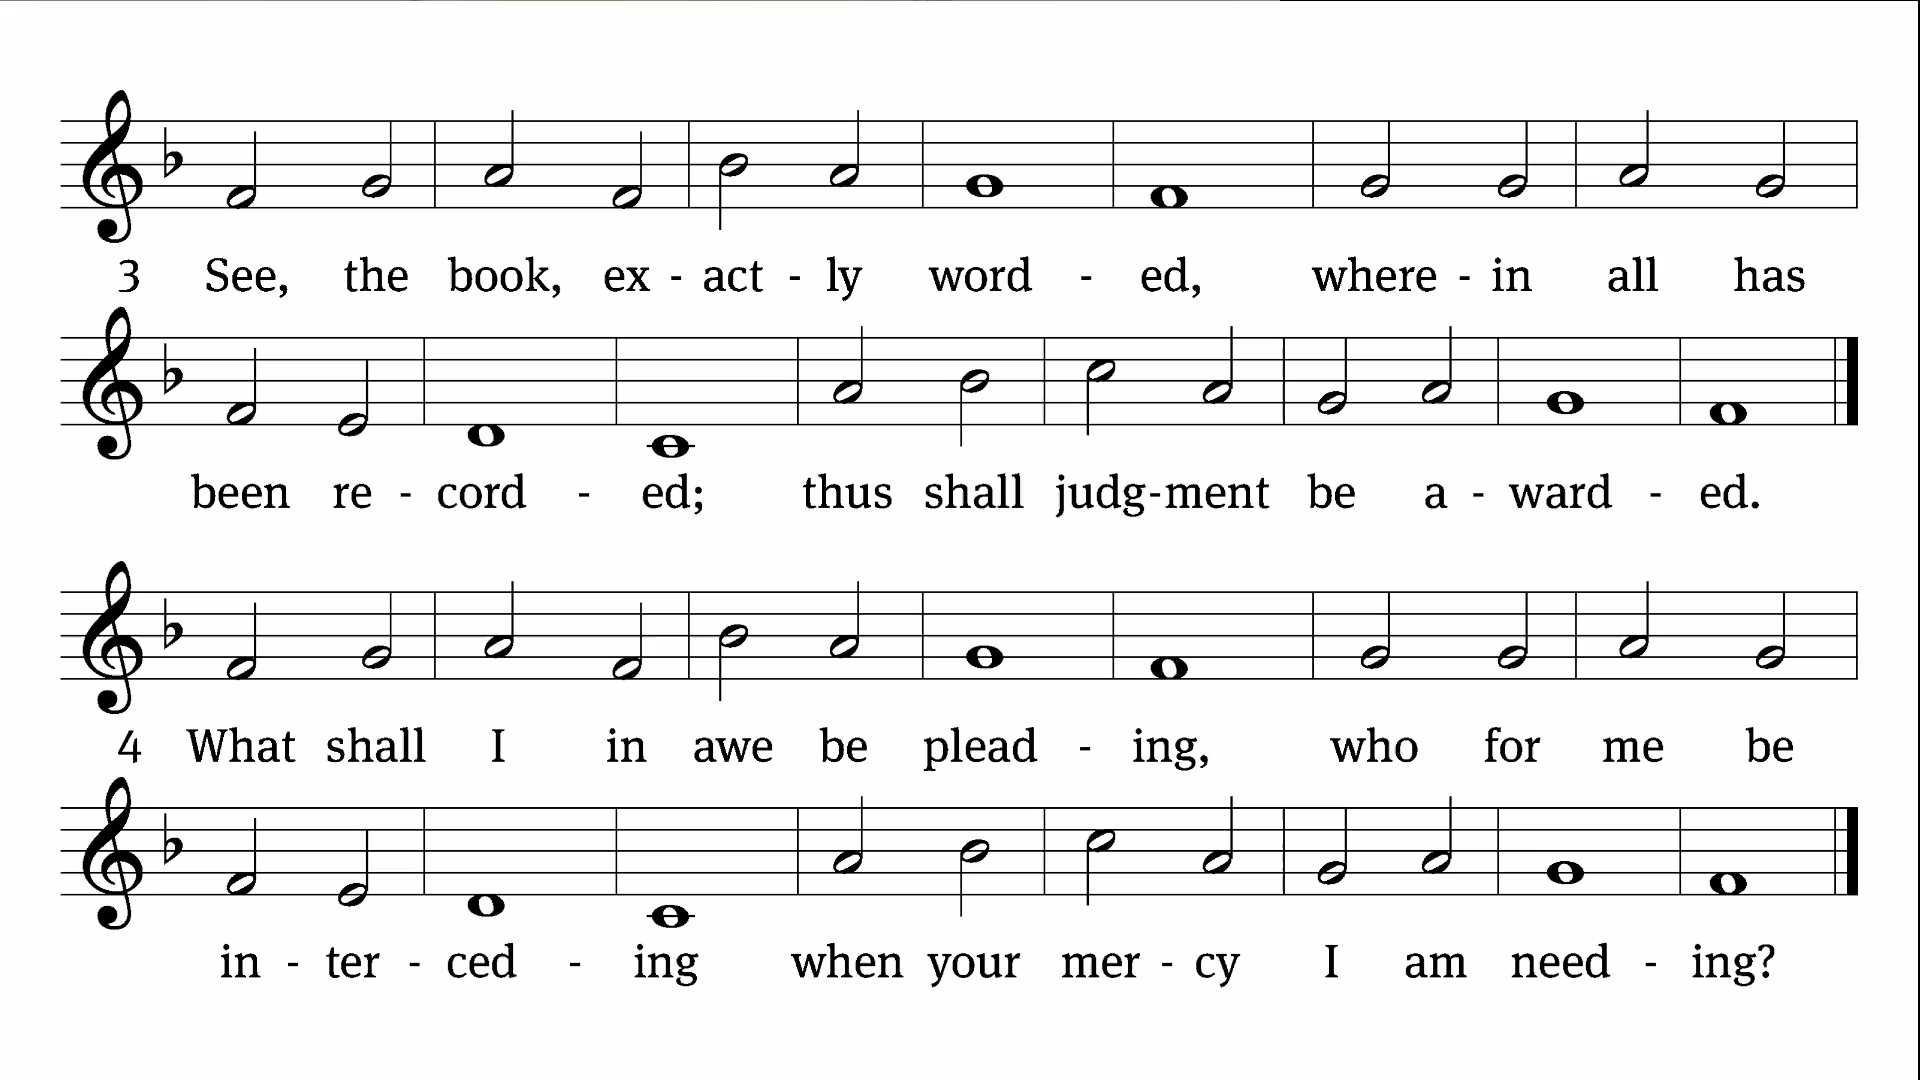 3 See, the book, ex - act - ly word - ed, where - in all has
been re - cord - ed; thus shall judg-ment be a - ward - ed.
4 What shall I in awe be plead - ing, who for me be
in - ter - ced - ing when your mer - cy I am need - ing?